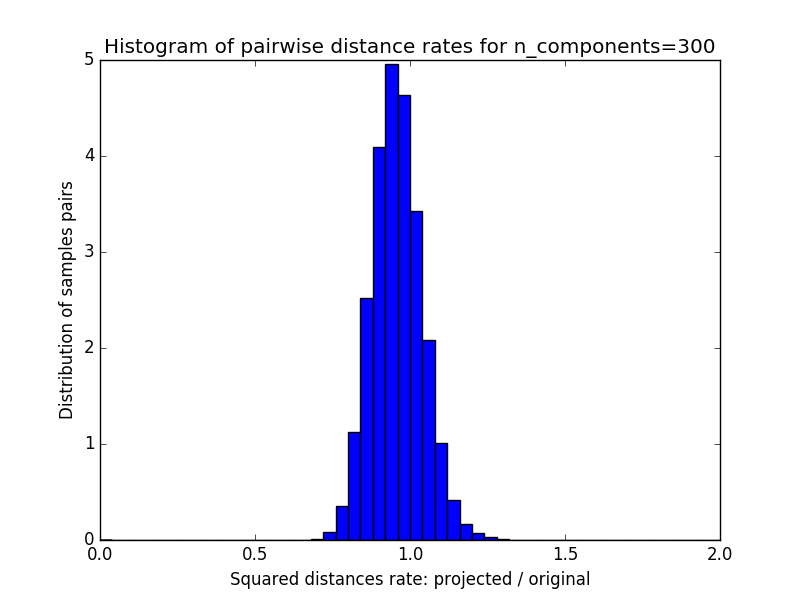 Histogram of pairwise distance rates for n_components=300
5
4
3
2
1
0
0.0 0.5 1.0 1.5 2.0
Distribution of samples pairs
Squared distances rate: projected / original